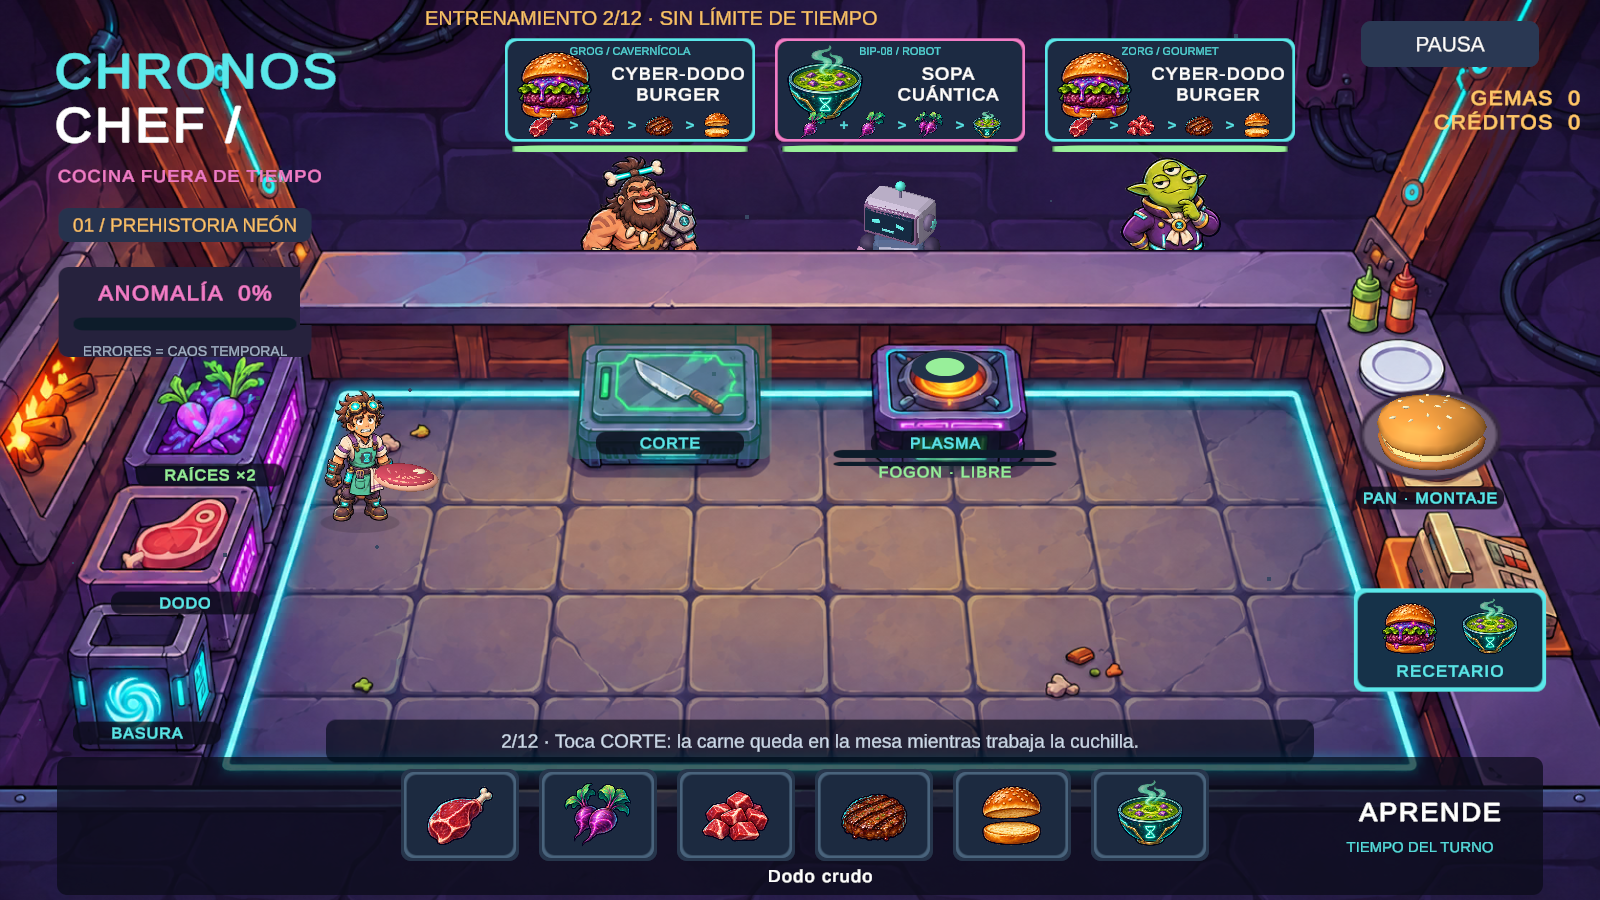 ENTRENAMIENTO 2/12 · SIN LÍMITE DE TIEMPO
CHRONOS
CHEF /
COCINA FUERA DE TIEMPO
01 / PREHISTORIA NEÓN
ANOMALÍA 0%
ERRORES = CAOS TEMPORAL
GROG / CAVERNÍCOLA
CYBER-DODO
BURGER
> > >
BIP-08 / ROBOT
SOPA
CUÁNTICA
+ > >
ZORG / GOURMET
CYBER-DODO
BURGER
> > >
PAUSA
GEMAS 0
CRÉDITOS 0
RAÍCES ×2
DODO
BASURA
CORTE
PLASMA
FOGON · LIBRE
PAN · MONTAJE
RECETARIO
2/12 · Toca CORTE: la carne queda en la mesa mientras trabaja la cuchilla.
Dodo crudo
APRENDE
TIEMPO DEL TURNO